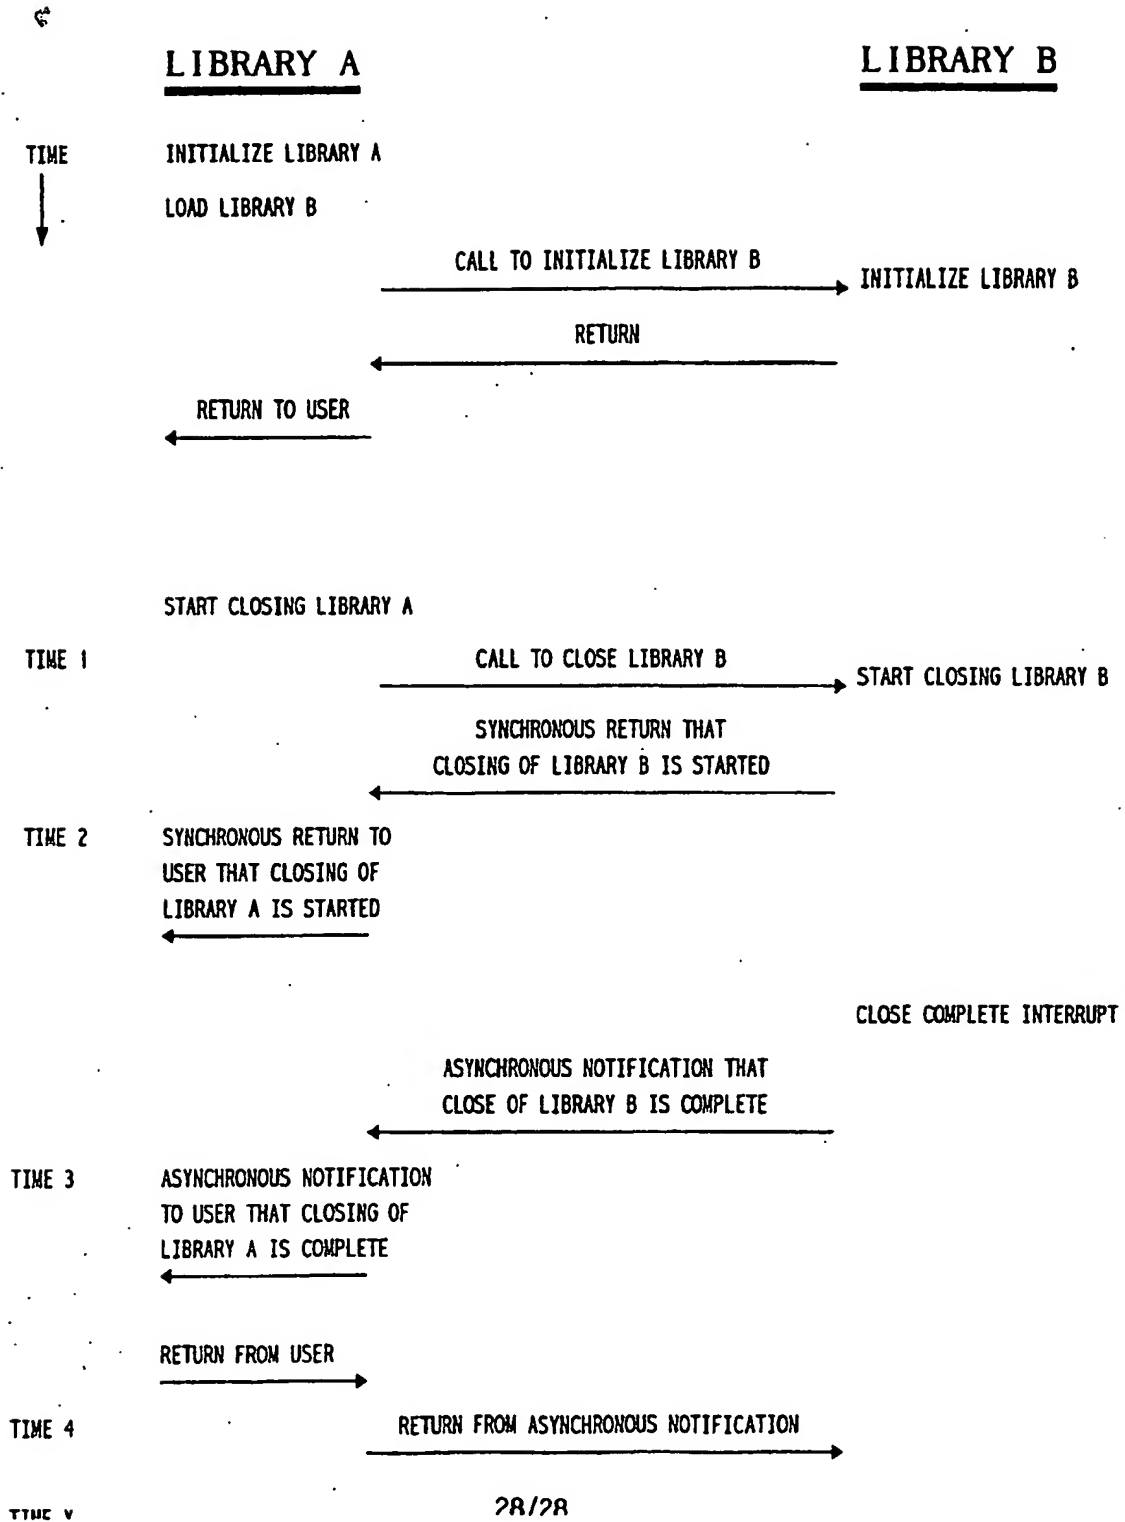 LIBRARY A
LIBRARY B
TIME
INITIALIZE LIBRARY A
LOAD LIBRARY B
CALL TO INITIALIZE LIBRARY B
INITIALIZE LIBRARY B
RETURN
RETURN TO USER
START CLOSING LIBRARY A
TIME 1
CALL TO CLOSE LIBRARY B
START CLOSING LIBRARY B
SYNCHRONOUS RETURN THAT
CLOSING OF LIBRARY B IS STARTED
TIME 2
SYNCHRONOUS RETURN TO
USER THAT CLOSING OF
LIBRARY A IS STARTED
CLOSE COMPLETE INTERRUPT
ASYNCHRONOUS NOTIFICATION THAT
CLOSE OF LIBRARY B IS COMPLETE
TIME 3
ASYNCHRONOUS NOTIFICATION
TO USER THAT CLOSING OF
LIBRARY A IS COMPLETE
RETURN FROM USER
TIME 4
RETURN FROM ASYNCHRONOUS NOTIFICATION
28/28
TIME